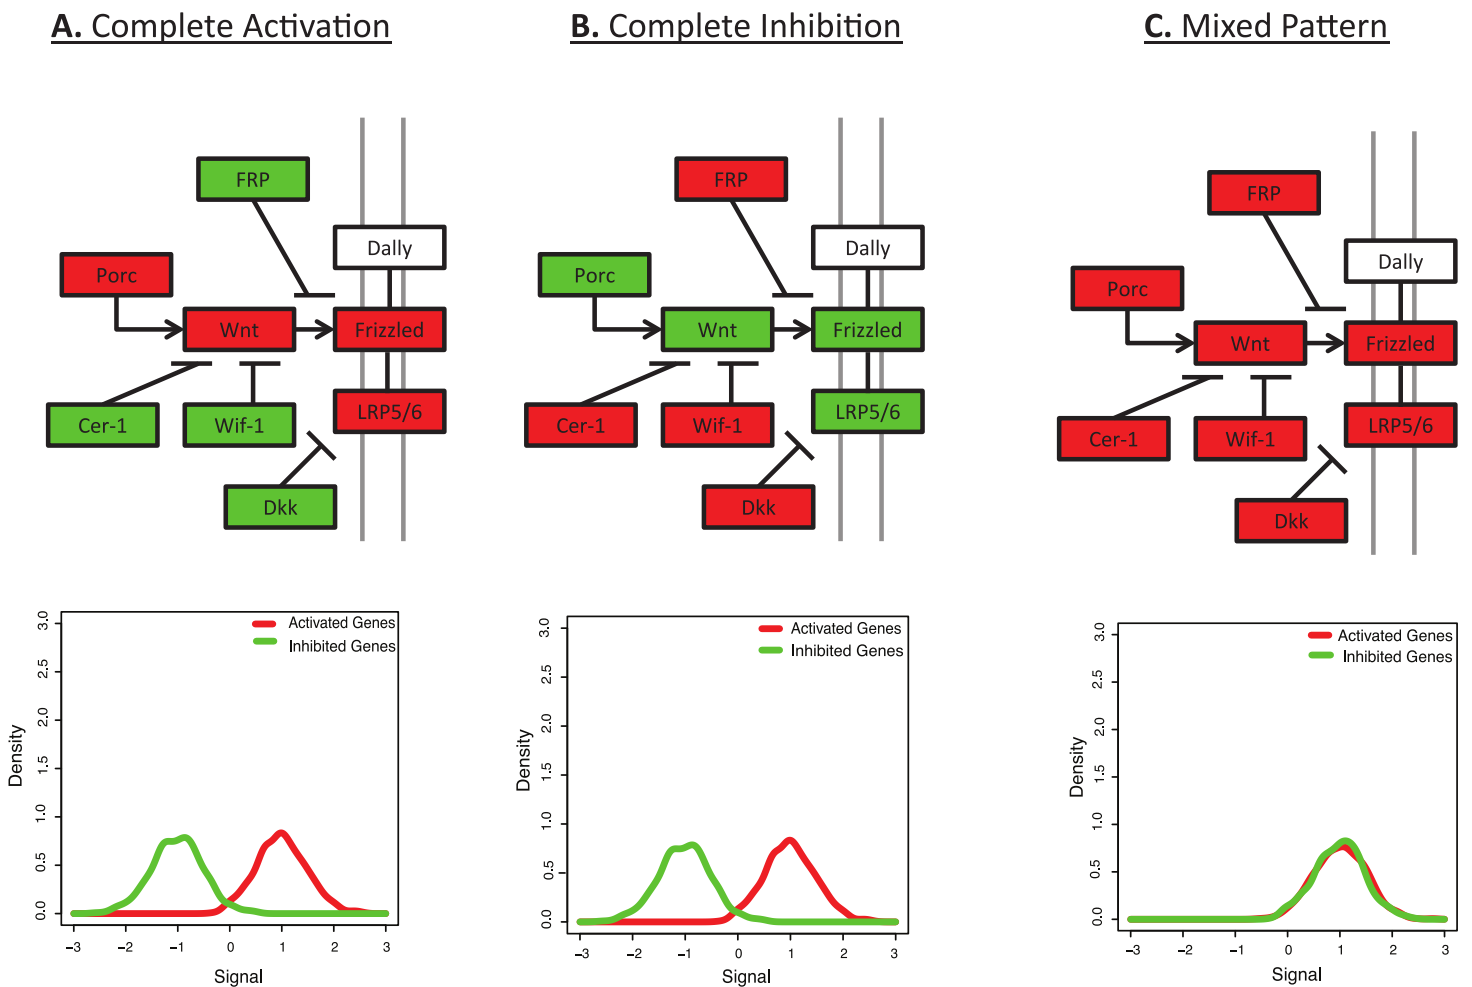 A. Complete Activation
B. Complete Inhibition
C. Mixed Pattern
FRP
Dally
Porc
Wnt
Frizzled
Cer-1
Wif-1
LRP5/6
Dkk
FRP
Dally
Porc
Wnt
Frizzled
Cer-1
Wif-1
LRP5/6
Dkk
FRP
Dally
Porc
Wnt
Frizzled
Cer-1
Wif-1
LRP5/6
Dkk
Activated Genes
Inhibited Genes
Density
0.0 0.5 1.0 1.5 2.0 2.5 3.0
−3 −2 −1 0 1 2 3
Signal
Activated Genes
Inhibited Genes
Density
0.0 0.5 1.0 1.5 2.0 2.5 3.0
−3 −2 −1 0 1 2 3
Signal
Activated Genes
Inhibited Genes
Density
0.0 0.5 1.0 1.5 2.0 2.5 3.0
−3 −2 −1 0 1 2 3
Signal